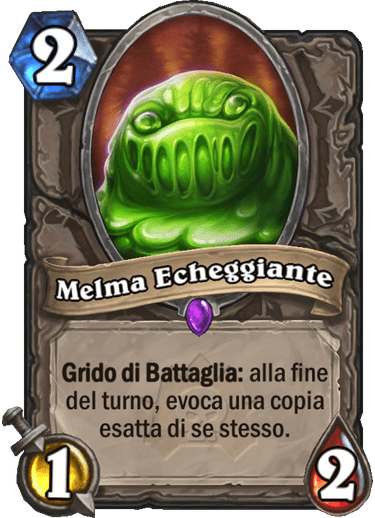 2
Melma Echeggiante
Grido di Battaglia: alla fine
del turno, evoca una copia
esatta di se stesso.
1
2